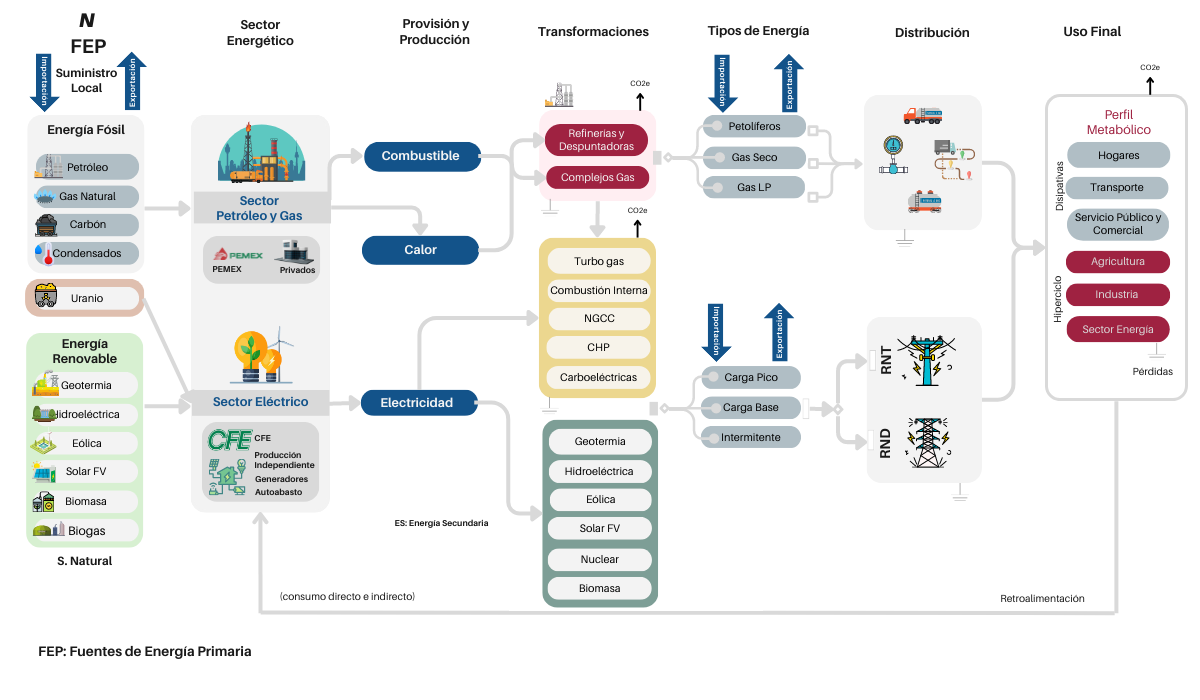 N
FEP
Suministro
Local
Importación
Exportación
Energía Fósil
Petróleo
Gas Natural
Carbón
Condensados
Uranio
Energía
Renovable
Geotermia
Hidroeléctrica
Eólica
Solar FV
Biomasa
Biogas
S. Natural
Sector
Energético
Sector
Petróleo y Gas
PEMEX
PEMEX
Privados
Sector Eléctrico
CFE
CFE
Producción
Independiente
Generadores
Autoabasto
Provisión y
Producción
Combustible
Calor
Electricidad
ES: Energía Secundaria
Transformaciones
CO2e
Refinerias y
Despuntadoras
Complejos Gas
CO2e
Turbo gas
Combustión Interna
NGCC
CHP
Carboeléctricas
Geotermia
Hidroeléctrica
Eólica
Solar FV
Nuclear
Biomasa
Tipos de Energía
Importación
Exportación
Petolíferos
Gas Seco
Gas LP
Importación
Exportación
Carga Pico
Carga Base
Intermitente
Distribución
RNT
RND
Uso Final
CO2e
Perfil
Metabólico
Disipativas
Hogares
Transporte
Servicio Público y
Comercial
Hiperciclo
Agricultura
Industria
Sector Energía
Pérdidas
(consumo directo e indirecto)
Retroalimentación
FEP: Fuentes de Energía Primaria